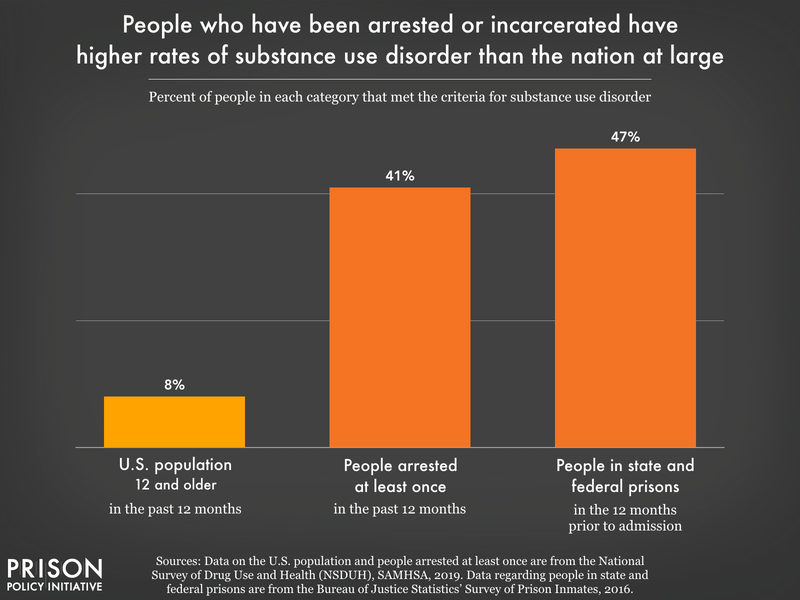 People who have been arrested or incarcerated have
higher rates of substance use disorder than the nation at large
Percent of people in each category that met the criteria for substance use disorder
8%
41%
47%
U.S. population
12 and older
in the past 12 months
People arrested
at least once
in the past 12 months
People in state and
federal prisons
in the 12 months
prior to admission
PRISON
POLICY INITIATIVE
Sources: Data on the U.S. population and people arrested at least once are from the National
Survey of Drug Use and Health (NSDUH), SAMHSA, 2019. Data regarding people in state and
federal prisons are from the Bureau of Justice Statistics' Survey of Prison Inmates, 2016.